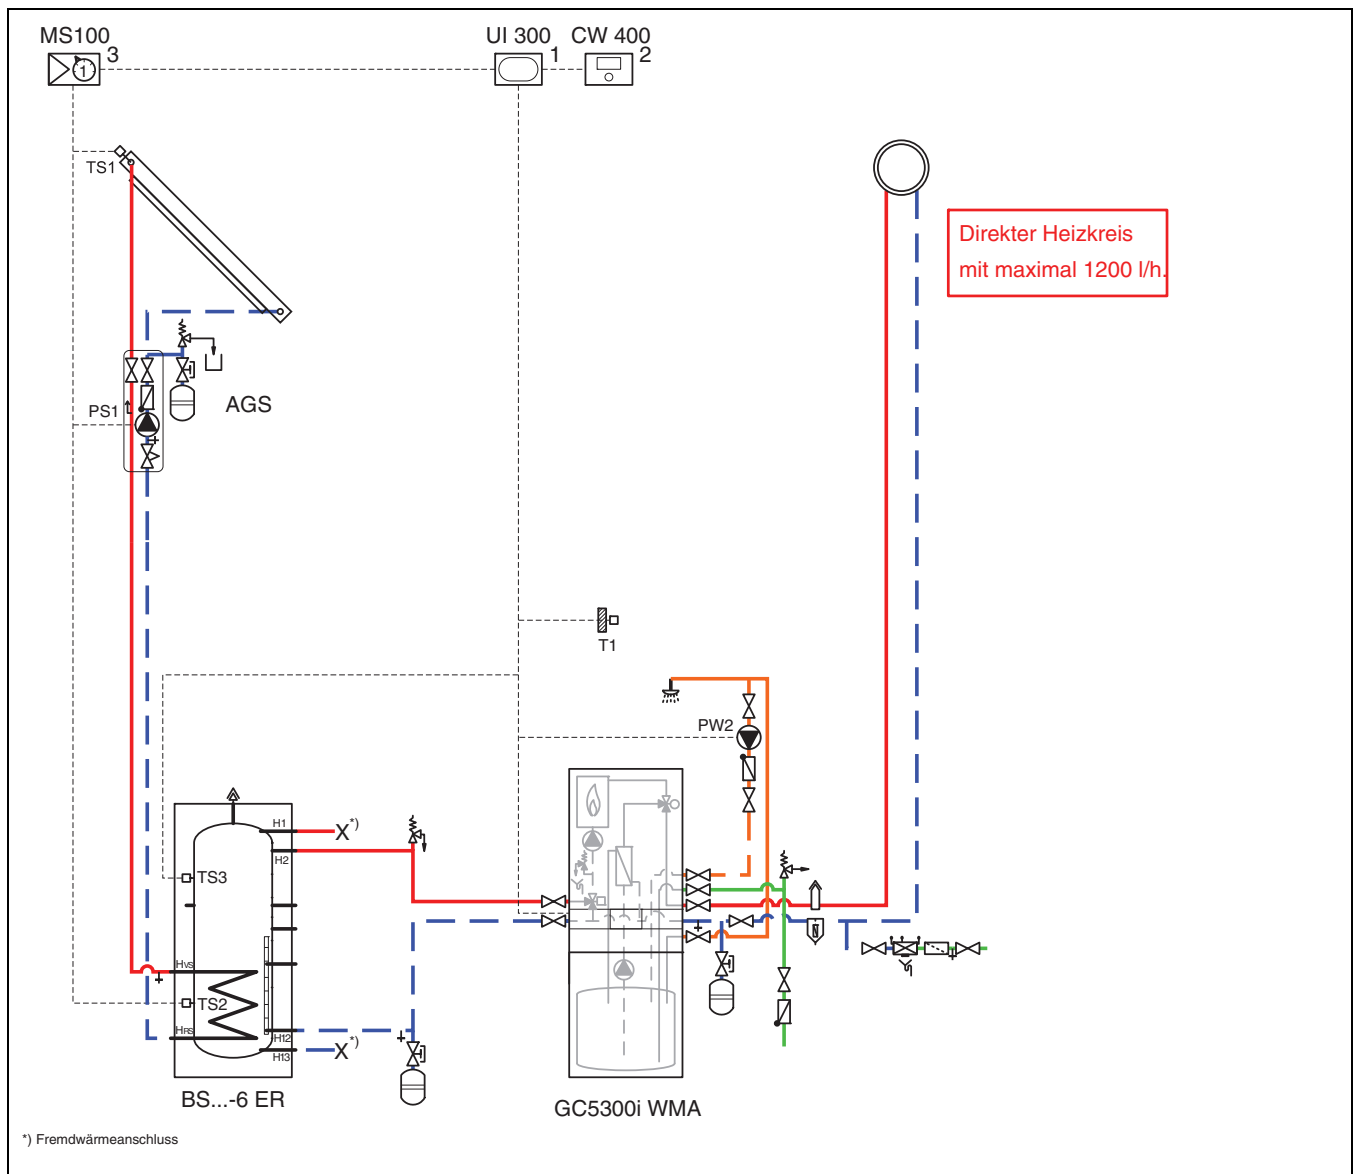 MS100
3
UI 300
1
CW 400
2
1
TS1
Direkter Heizkreis
mit maximal 1200 l/h.
PS1
AGS
T1
PW2
H1
X*)
H2
TS3
HVS
TS2
HRS
H12
H13
X*)
BS...-6 ER
GC5300i WMA
*) Fremdwärmeanschluss